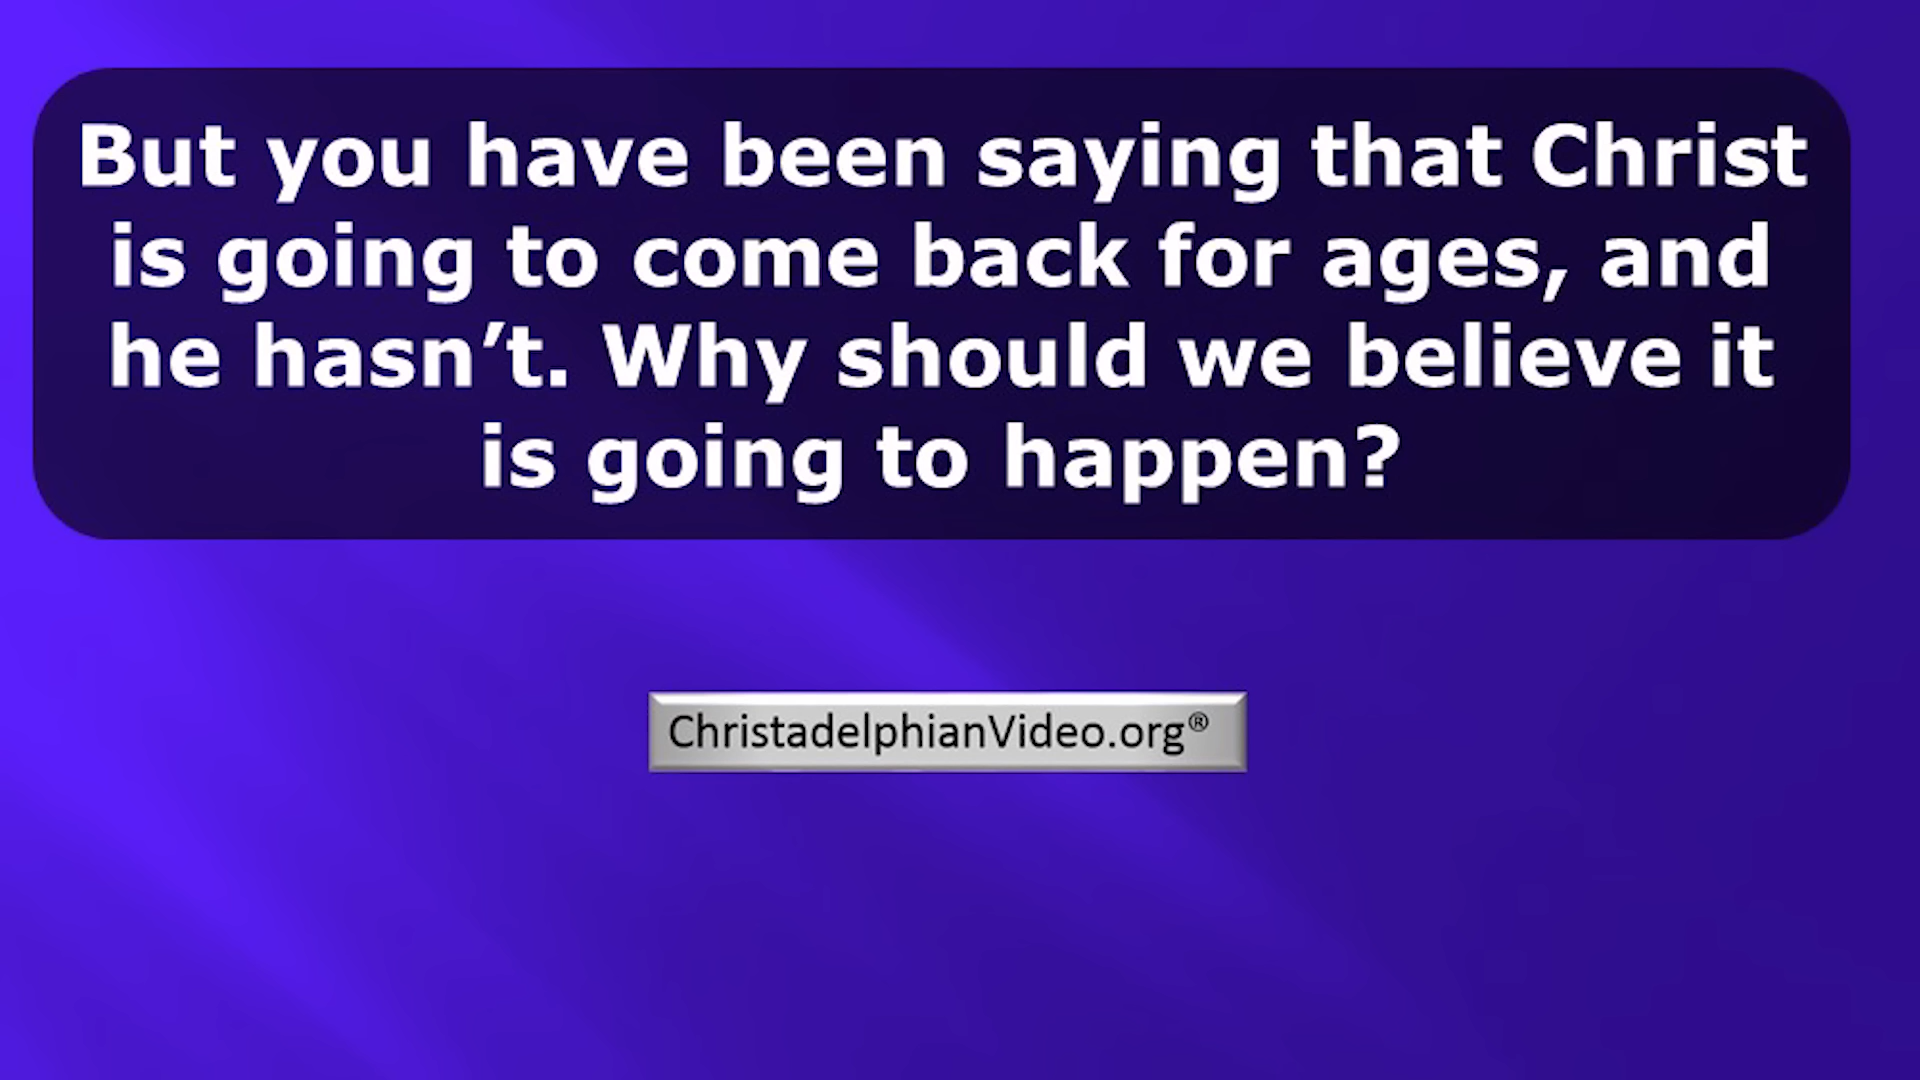 But you have been saying that Christ
is going to come back for ages, and
he hasn’t. Why should we believe it
is going to happen?
ChristadelphianVideo.org®